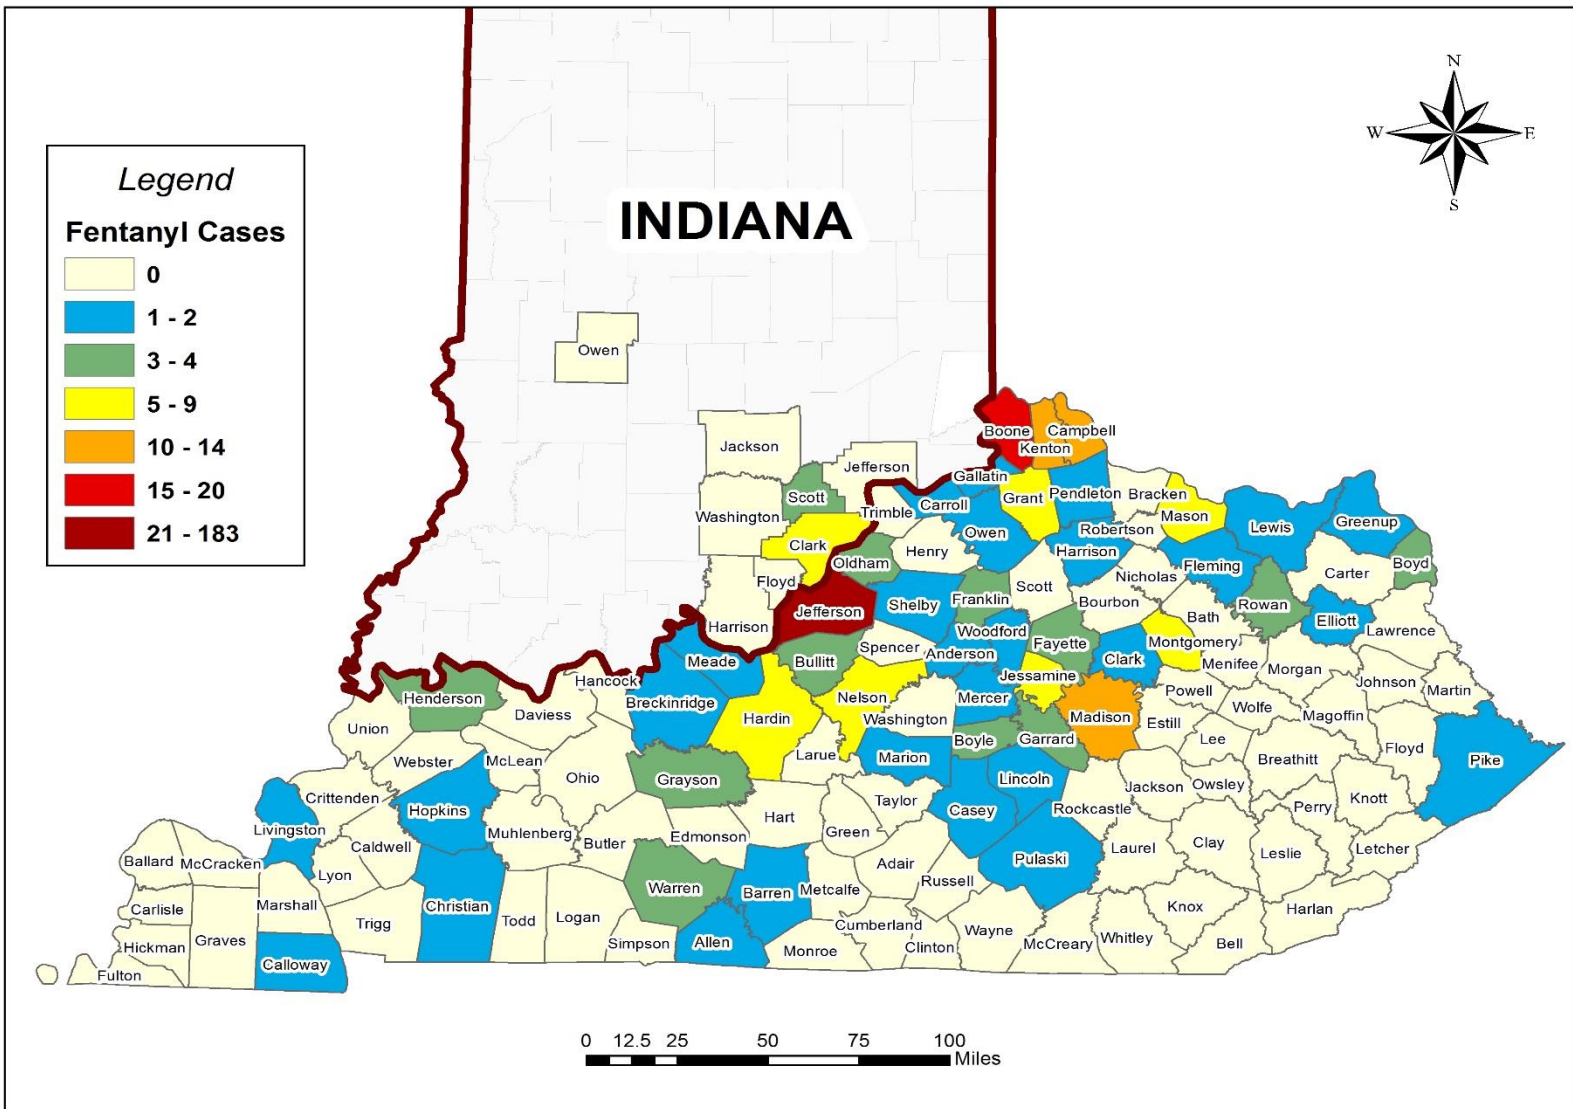 N
W E
S
Legend
Fentanyl Cases
0
1 - 2
3 - 4
5 - 9
10 - 14
15 - 20
21 - 183
INDIANA
Owen
Jackson
Jefferson
Scott
Washington
Clark
Floyd
Harrison
Boone
Campbell
Kenton
Gallatin
Grant
Pendleton
Bracken
Mason
Carroll
Trimble
Owen
Robertson
Lewis
Greenup
Henry
Harrison
Oldham
Fleming
Carter
Boyd
Nicholas
Scott
Franklin
Shelby
Jefferson
Bourbon
Bath
Rowan
Elliott
Lawrence
Woodford
Fayette
Montgomery
Spencer
Anderson
Clark
Menifee
Morgan
Bullitt
Meade
Jessamine
Johnson
Martin
Hancock
Henderson
Breckinridge
Nelson
Mercer
Powell
Wolfe
Magoffin
Daviess
Hardin
Washington
Madison
Estill
Union
Larue
Boyle
Garrard
Lee
Floyd
Webster
McLean
Ohio
Grayson
Marion
Lincoln
Breathitt
Pike
Jackson
Owsley
Crittenden
Hopkins
Taylor
Casey
Rockcastle
Perry
Knott
Livingston
Muhlenberg
Butler
Edmonson
Hart
Green
Caldwell
Laurel
Clay
Leslie
Letcher
Ballard
McCracken
Lyon
Adair
Pulaski
Warren
Barren
Metcalfe
Russell
Carlisle
Marshall
Christian
Todd
Logan
Knox
Harlan
Trigg
Cumberland
Wayne
Hickman
Graves
Simpson
Allen
Monroe
Clinton
McCreary
Whitley
Bell
Calloway
Fulton
0 12.5 25 50 75 100
Miles